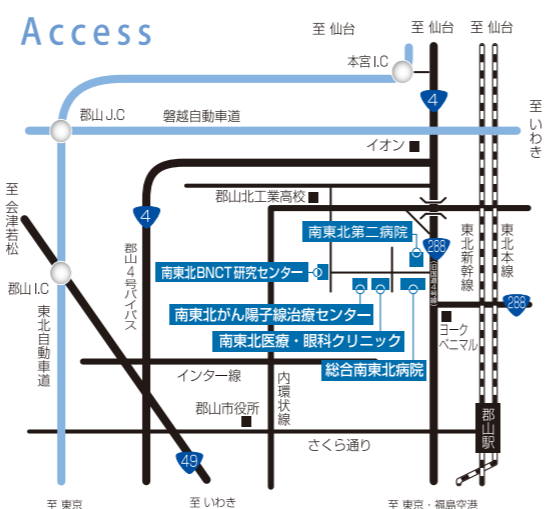 Access
至 仙台
至 仙台
至 仙台
本宮I.C
4
郡山J.C
磐越自動車道
至 いわき
イオン
郡山北工業高校
至 会津若松
4
南東北第二病院
288
東北新幹線
東北本線
南東北BNCT研究センター
郡山4号バイパス
郡山I.C
288
南東北がん陽子線治療センター
東北自動車道
南東北医療・眼科クリニック
ヨーク
ベニマル
総合南東北病院
インター線
内環状線
郡山市役所
郡山駅
さくら通り
49
至 東京
至 いわき
至 東京・福島空港